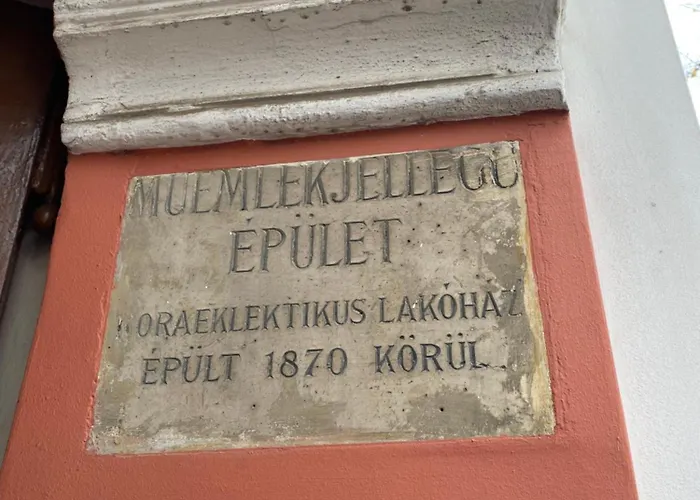 MŰEMLÉKJELLEGŰ
ÉPÜLET
KORAEKLEKTIKUS LAKÓHÁZ
ÉPÜLT 1870 KÖRÜL